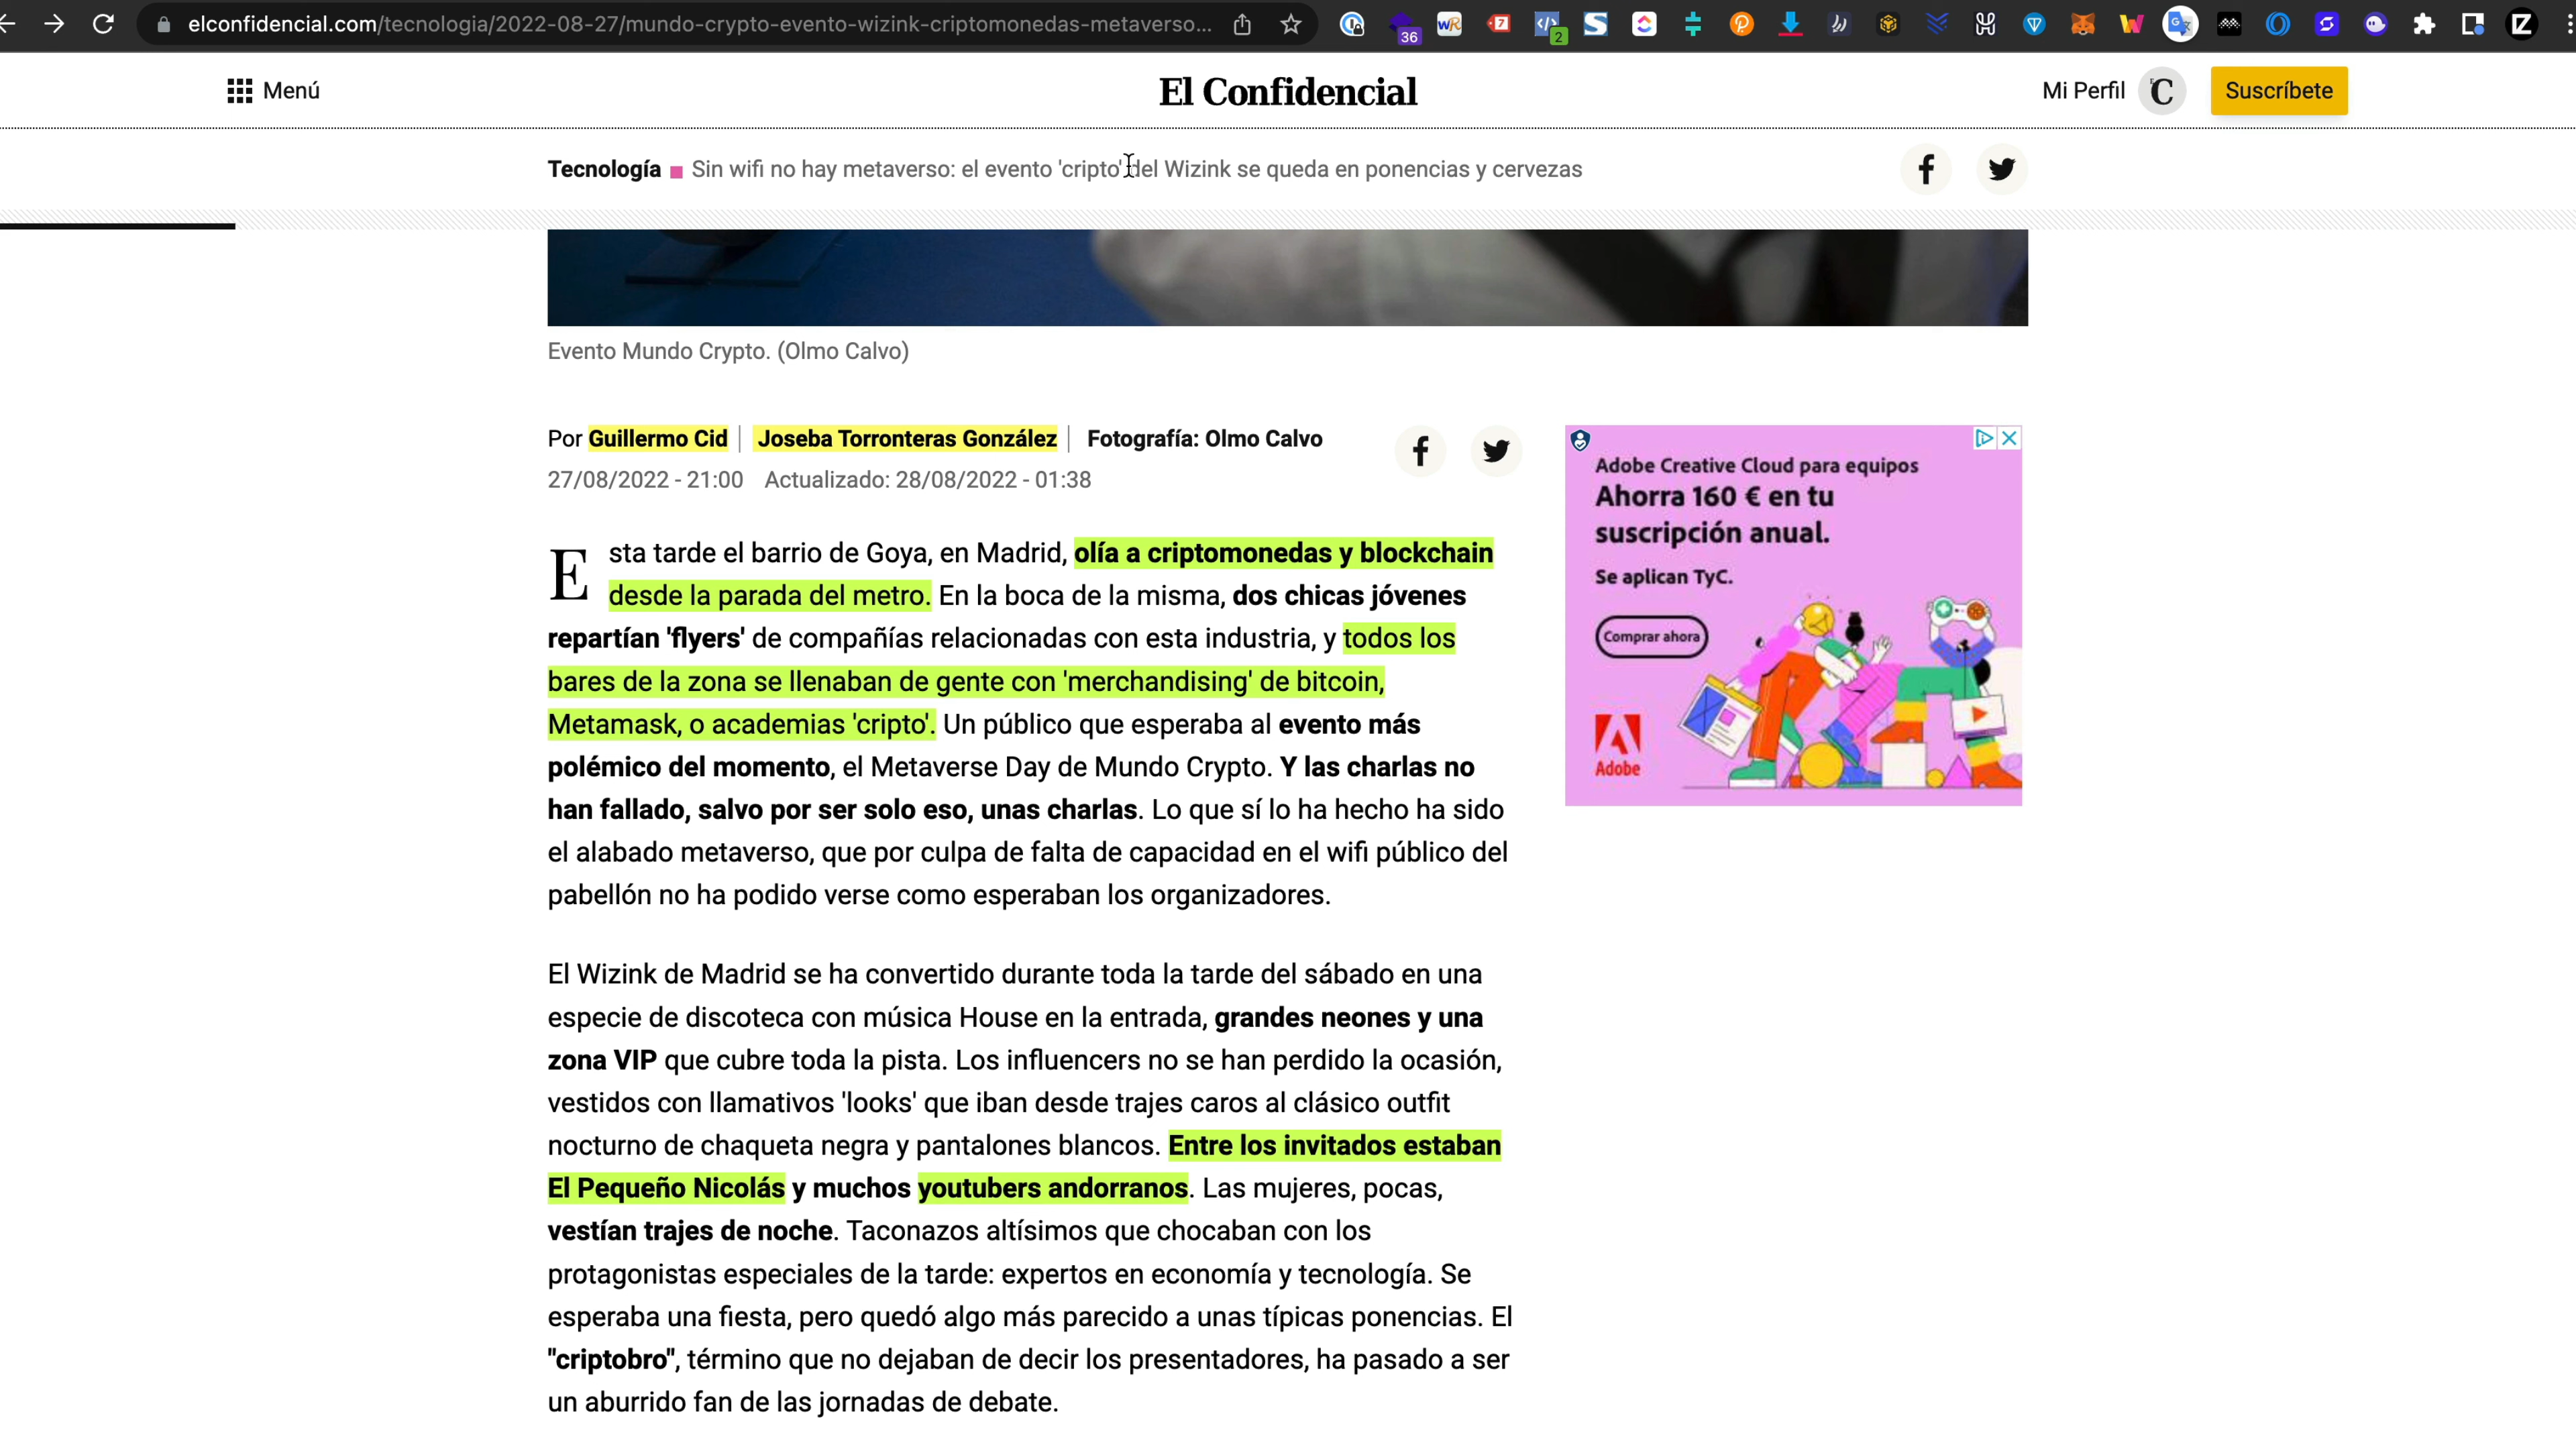 elconfidencial.com/tecnologia/2022-08-27/mundo-crypto-evento-wizink-criptomonedas-metaverso...
36
2
7
Menú
El Confidencial
Mi Perfil
C
Suscríbete
Tecnología Sin wifi no hay metaverso: el evento 'cripto' del Wizink se queda en ponencias y cervezas
Evento Mundo Crypto. (Olmo Calvo)
Por Guillermo Cid | Joseba Torronteras González | Fotografía: Olmo Calvo
27/08/2022 - 21:00 Actualizado: 28/08/2022 - 01:38
Esta tarde el barrio de Goya, en Madrid, olía a criptomonedas y blockchain
desde la parada del metro. En la boca de la misma, dos chicas jóvenes
repartían 'flyers' de compañías relacionadas con esta industria, y todos los
bares de la zona se llenaban de gente con 'merchandising' de bitcoin,
Metamask, o academias 'cripto'. Un público que esperaba al evento más
polémico del momento, el Metaverse Day de Mundo Crypto. Y las charlas no
han fallado, salvo por ser solo eso, unas charlas. Lo que sí lo ha hecho ha sido
el alabado metaverso, que por culpa de falta de capacidad en el wifi público del
pabellón no ha podido verse como esperaban los organizadores.
El Wizink de Madrid se ha convertido durante toda la tarde del sábado en una
especie de discoteca con música House en la entrada, grandes neones y una
zona VIP que cubre toda la pista. Los influencers no se han perdido la ocasión,
vestidos con llamativos 'looks' que iban desde trajes caros al clásico outfit
nocturno de chaqueta negra y pantalones blancos. Entre los invitados estaban
El Pequeño Nicolás y muchos youtubers andorranos. Las mujeres, pocas,
vestían trajes de noche. Taconazos altísimos que chocaban con los
protagonistas especiales de la tarde: expertos en economía y tecnología. Se
esperaba una fiesta, pero quedó algo más parecido a unas típicas ponencias. El
"criptobro", término que no dejaban de decir los presentadores, ha pasado a ser
un aburrido fan de las jornadas de debate.
Adobe Creative Cloud para equipos
Ahorra 160 € en tu
suscripción anual.
Se aplican TyC.
Comprar ahora
Adobe